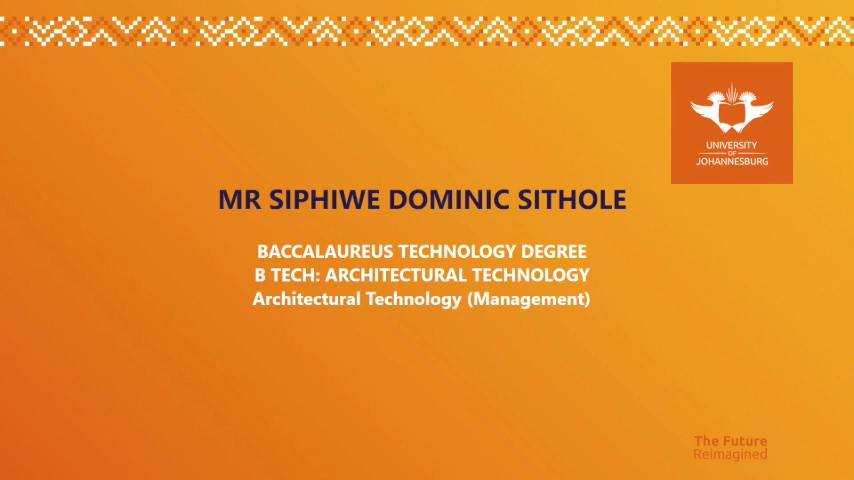 UNIVERSITY
OF
JOHANNESBURG
MR SIPHIWE DOMINIC SITHOLE
BACCALAUREUS TECHNOLOGY DEGREE
B TECH: ARCHITECTURAL TECHNOLOGY
Architectural Technology (Management)
The Future
Reimagined